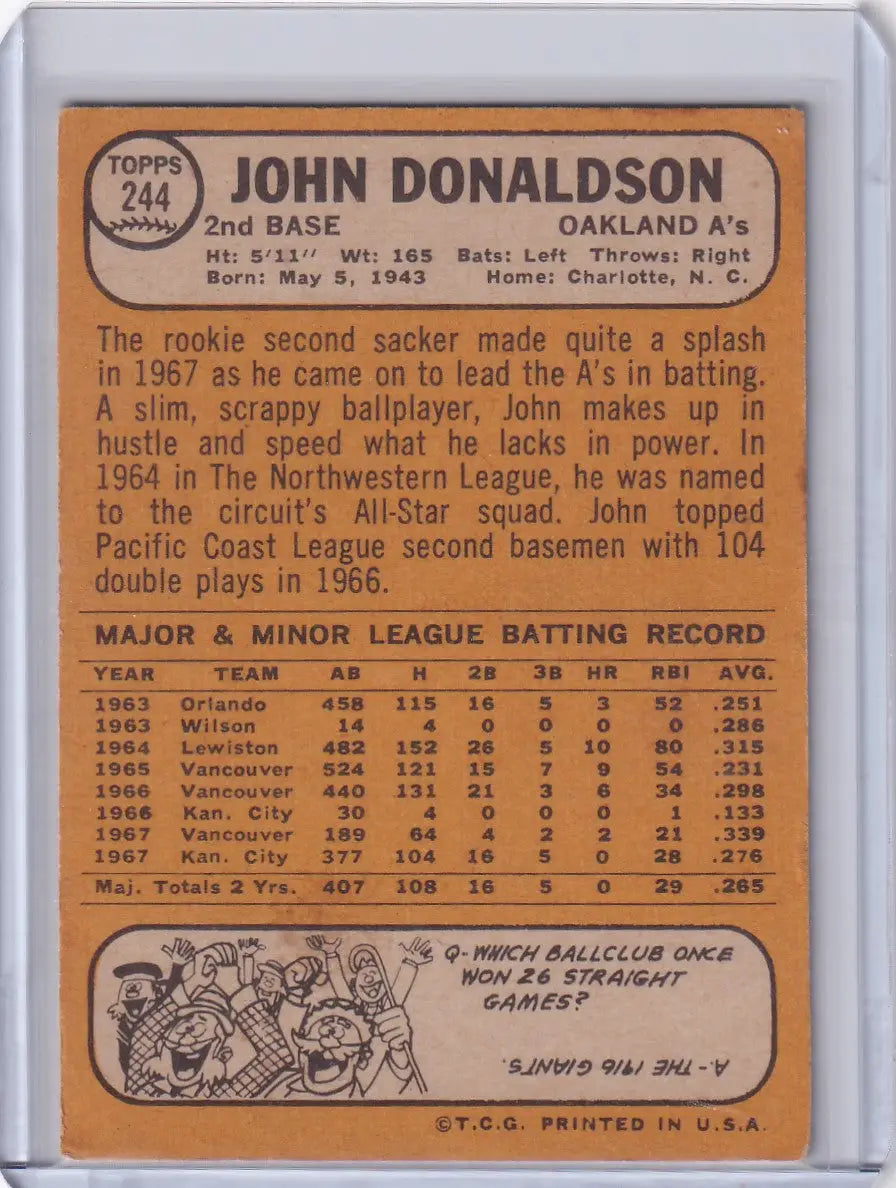 TOPPS
244
JOHN DONALDSON
2nd BASE OAKLAND A's
Ht: 5'11" Wt: 165 Bats: Left Throws: Right
Born: May 5, 1943 Home: Charlotte, N. C.
The rookie second sacker made quite a splash
in 1967 as he came on to lead the A's in batting.
A slim, scrappy ballplayer, John makes up in
hustle and speed what he lacks in power. In
1964 in The Northwestern League, he was named
to the circuit's All-Star squad. John topped
Pacific Coast League second basemen with 104
double plays in 1966.
MAJOR & MINOR LEAGUE BATTING RECORD
YEAR TEAM AB H 2B 3B HR RBI AVG.
1963 Orlando 458 115 16 5 3 52 .251
1963 Wilson 14 4 0 0 0 0 .286
1964 Lewiston 482 152 26 5 10 80 .315
1965 Vancouver 524 121 15 7 9 54 .231
1966 Vancouver 440 131 21 3 6 34 .298
1966 Kan. City 30 4 0 0 0 1 .133
1967 Vancouver 189 64 4 2 2 21 .339
1967 Kan. City 377 104 16 5 0 28 .276
Maj. Totals 2 Yrs. 407 108 16 5 0 29 .265
Q-WHICH BALLCLUB ONCE
WON 26 STRAIGHT
GAMES?
A-THE 1916 GIANTS.
©T.C.G. PRINTED IN U.S.A.